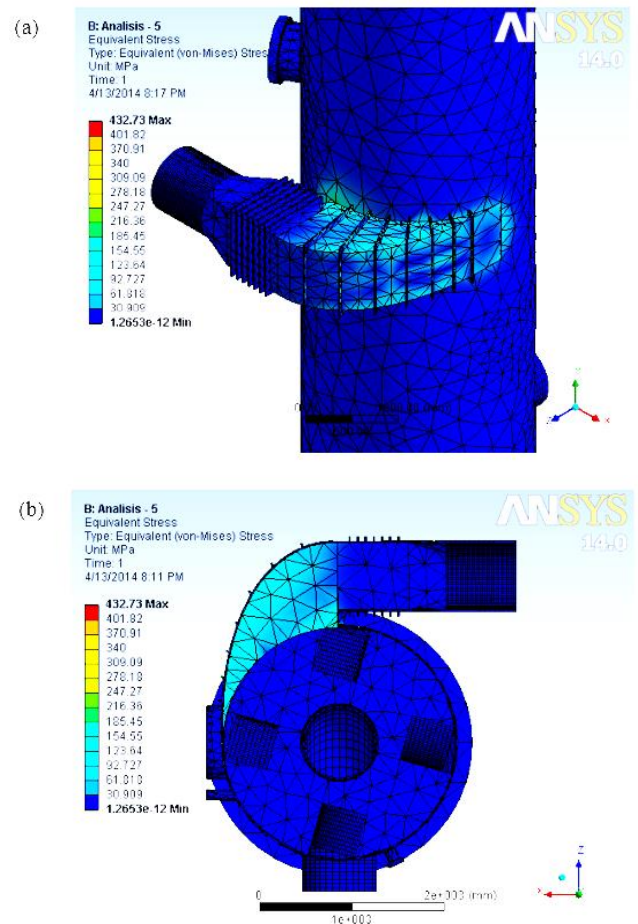 (a)
ANSYS
14.0
B: Analisis - 5
Equivalent Stress
Type: Equivalent (von-Mises) Stres
Unit: MPa
Time: 1
4/13/2014 8:17 PM
432.73 Max
401.82
370.91
340
309.09
278.18
247.27
216.36
185.45
154.55
123.64
92.727
61.818
30.909
1.2653e-12 Min
Y
Z
X
(b)
ANSYS
14.0
B: Analisis - 5
Equivalent Stress
Type: Equivalent (von-Mises) Stress
Unit: MPa
Time: 1
4/13/2014 8:11 PM
432.73 Max
401.82
370.91
340
309.09
278.18
247.27
216.36
185.45
154.55
123.64
92.727
61.818
30.909
1.2653e-12 Min
Z
X
0 2e+003 (mm)
1e+003